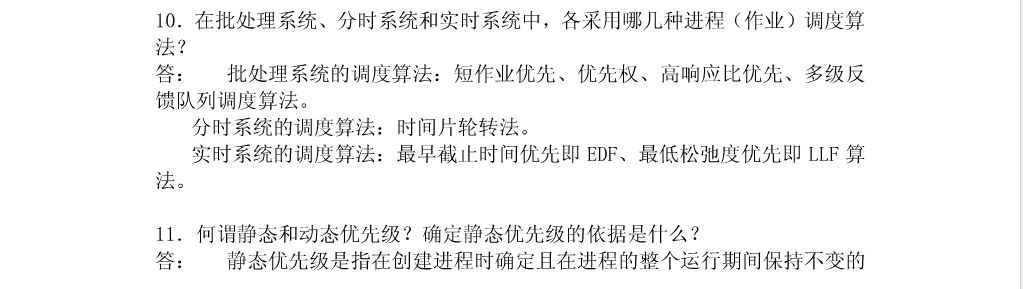 10．在批处理系统、分时系统和实时系统中，各采用哪几种进程（作业）调度算
法？
答：　　批处理系统的调度算法：短作业优先、优先权、高响应比优先、多级反
馈队列调度算法。
分时系统的调度算法：时间片轮转法。
实时系统的调度算法：最早截止时间优先即 EDF、最低松弛度优先即 LLF 算
法。
11．何谓静态和动态优先级？确定静态优先级的依据是什么？
答：　　静态优先级是指在创建进程时确定且在进程的整个运行期间保持不变的